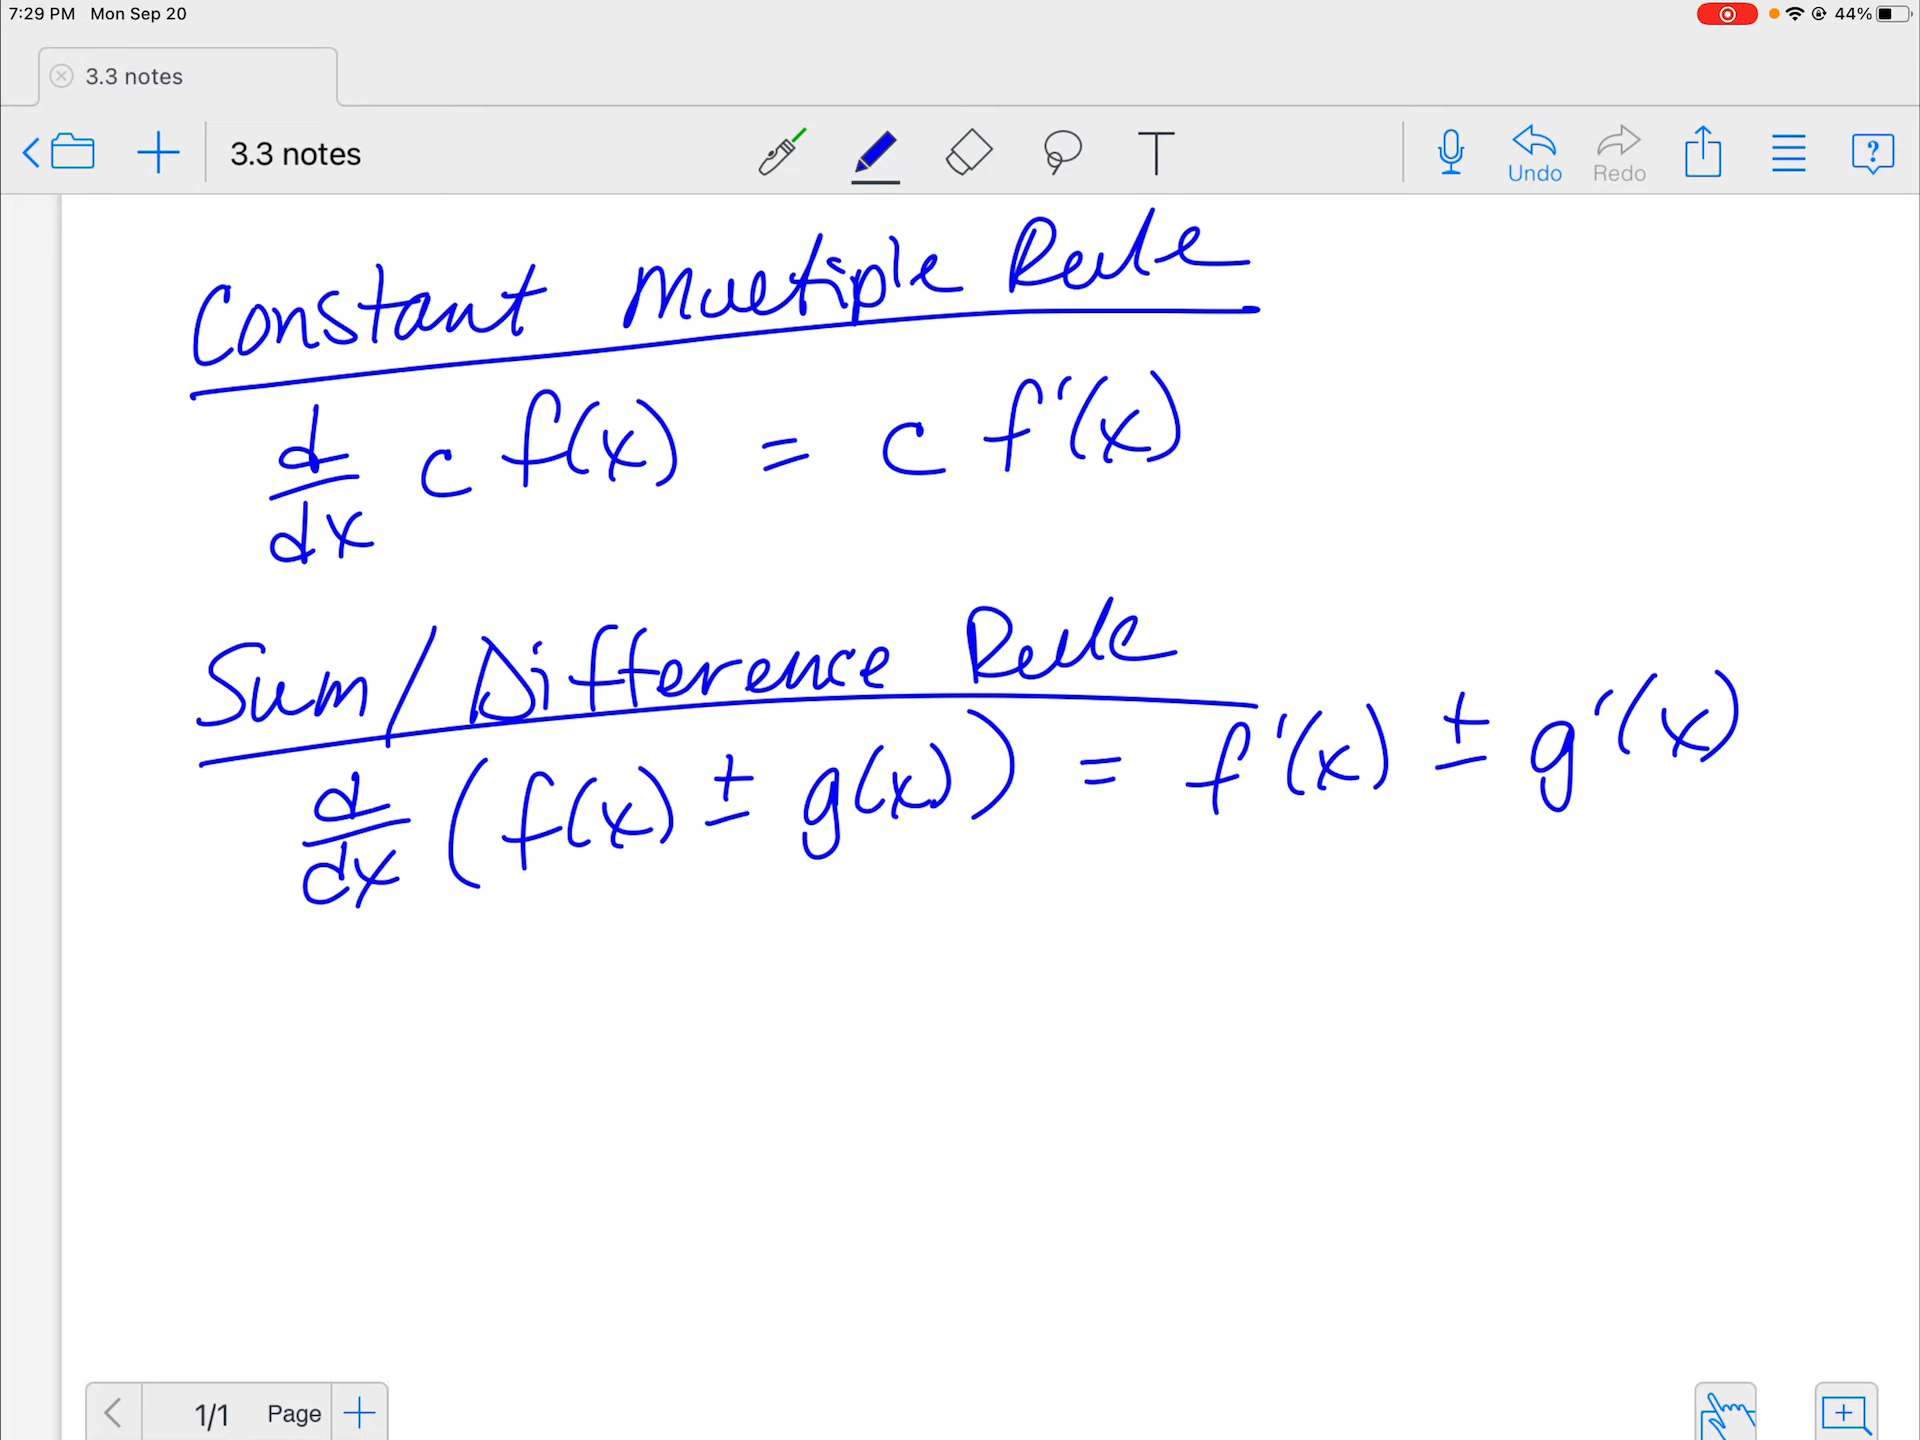 7:29 PM Mon Sep 20 44%
3.3 notes
3.3 notes T Undo Redo ?
Constant Multiple Rule
d/dx c f(x) = c f'(x)
Sum/Difference Rule
d/dx (f(x) ± g(x)) = f'(x) ± g'(x)
1/1 Page